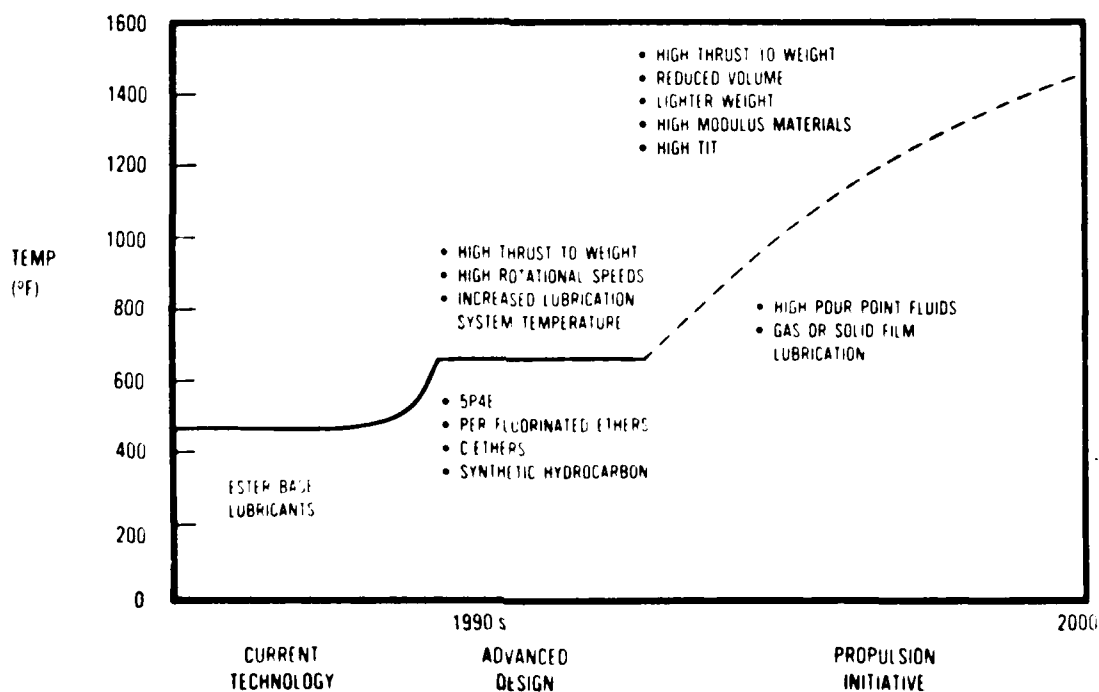 1600
1400
1200
1000
800
600
400
200
0
TEMP
(°F)
• HIGH THRUST TO WEIGHT
• REDUCED VOLUME
• LIGHTER WEIGHT
• HIGH MODULUS MATERIALS
• HIGH TIT
• HIGH THRUST TO WEIGHT
• HIGH ROTATIONAL SPEEDS
• INCREASED LUBRICATION
SYSTEM TEMPERATURE
• HIGH POUR POINT FLUIDS
• GAS OR SOLID FILM
LUBRICATION
• 5P4E
• PER FLUORINATED ETHERS
• C ETHERS
• SYNTHETIC HYDROCARBON
ESTER BASE
LUBRICANTS
1990s
2000
CURRENT
TECHNOLOGY
ADVANCED
DESIGN
PROPULSION
INITIATIVE